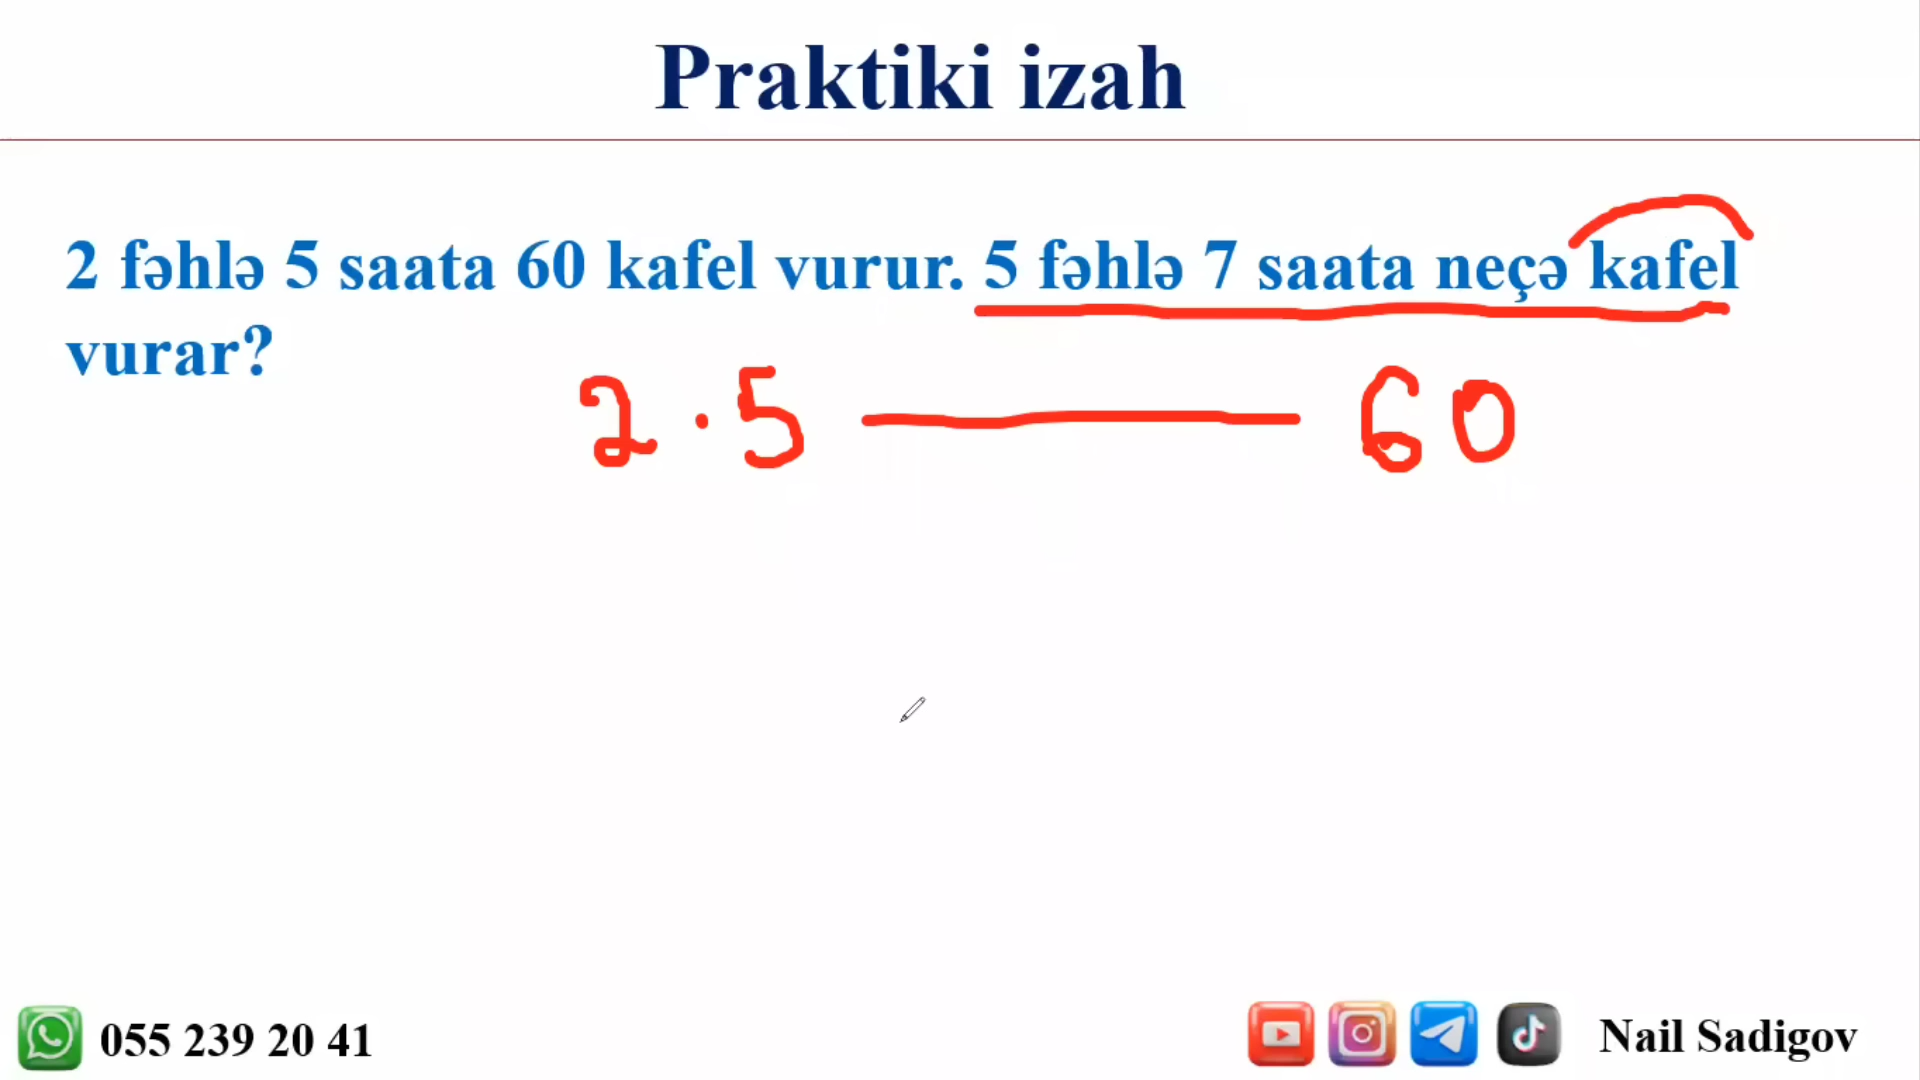 Praktiki izah
2 fəhlə 5 saata 60 kafel vurur. 5 fəhlə 7 saata neçə kafel
vurar?
2 · 5 — 60
055 239 20 41
Nail Sadigov